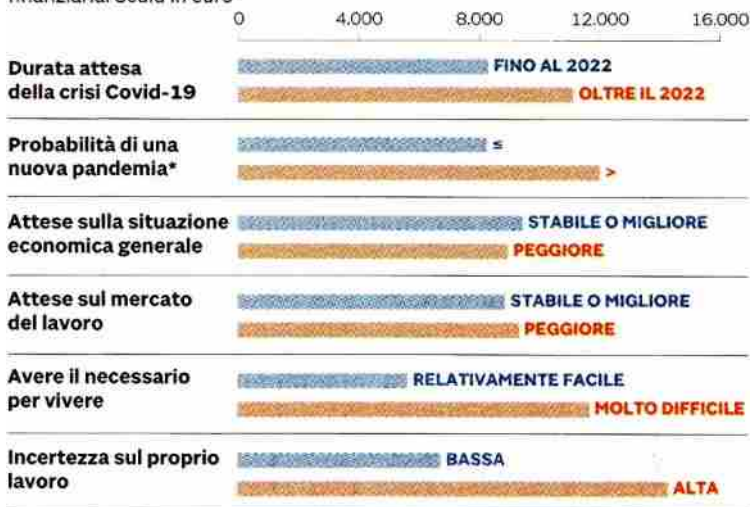 0 4.000 8.000 12.000 16.000
Durata attesa
della crisi Covid-19
FINO AL 2022
OLTRE IL 2022
Probabilità di una
nuova pandemia*
≤
>
Attese sulla situazione
economica generale
STABILE O MIGLIORE
PEGGIORE
Attese sul mercato
del lavoro
STABILE O MIGLIORE
PEGGIORE
Avere il necessario
per vivere
RELATIVAMENTE FACILE
MOLTO DIFFICILE
Incertezza sul proprio
lavoro
BASSA
ALTA